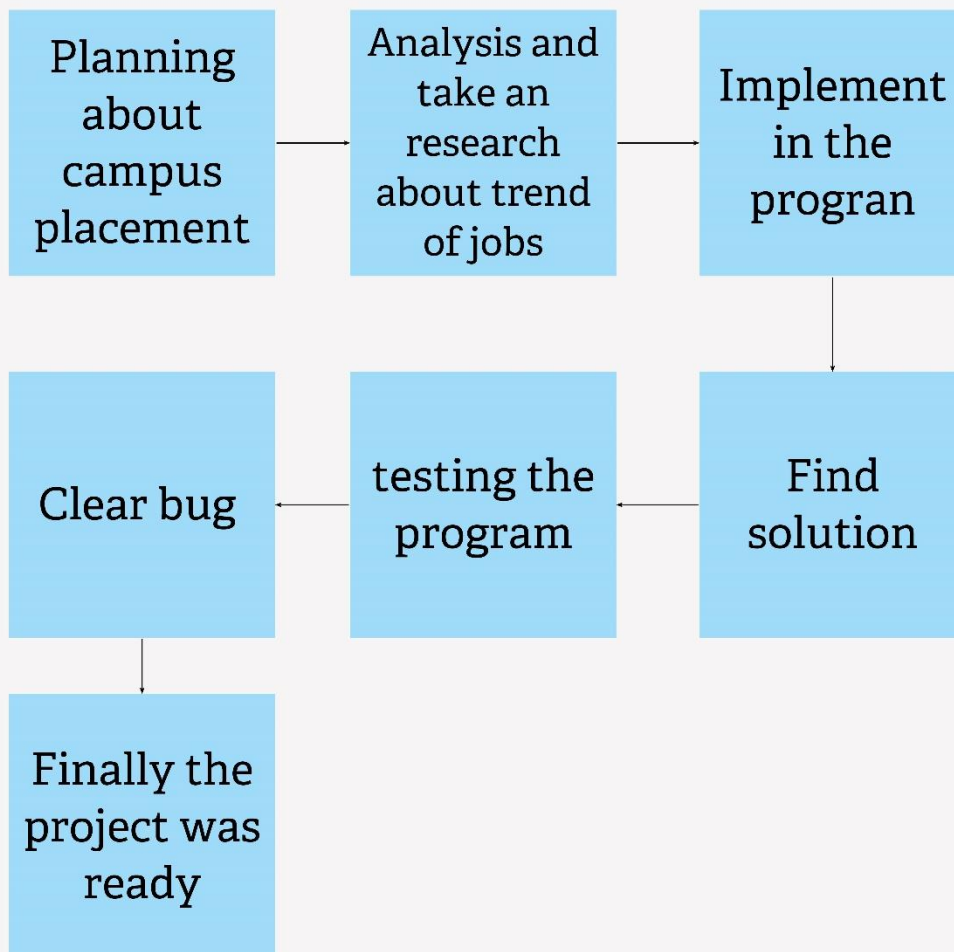 Planning
about
campus
placement
Analysis and
take an
research
about trend
of jobs
Implement
in the
progran
Find
solution
testing the
program
Clear bug
Finally the
project was
ready